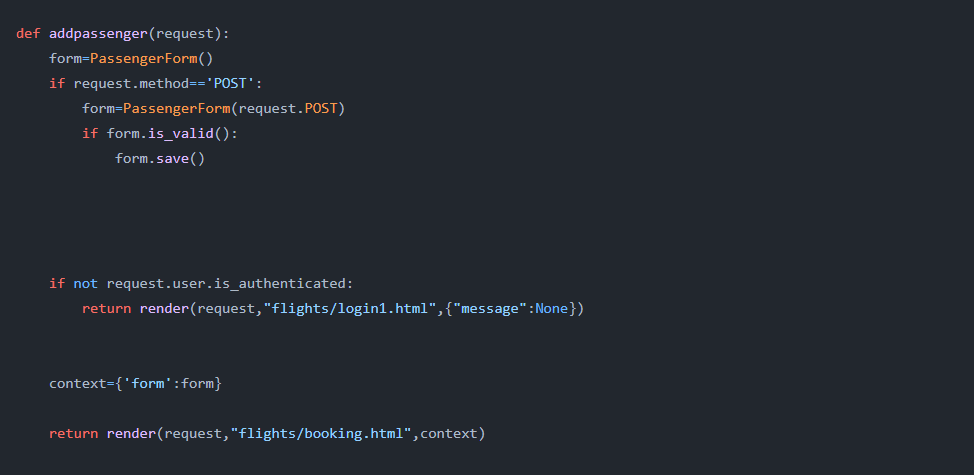 def addpassenger(request):
    form=PassengerForm()
    if request.method=='POST':
        form=PassengerForm(request.POST)
        if form.is_valid():
            form.save()
    if not request.user.is_authenticated:
        return render(request,"flights/login1.html",{"message":None})
    context={'form':form}
    return render(request,"flights/booking.html",context)